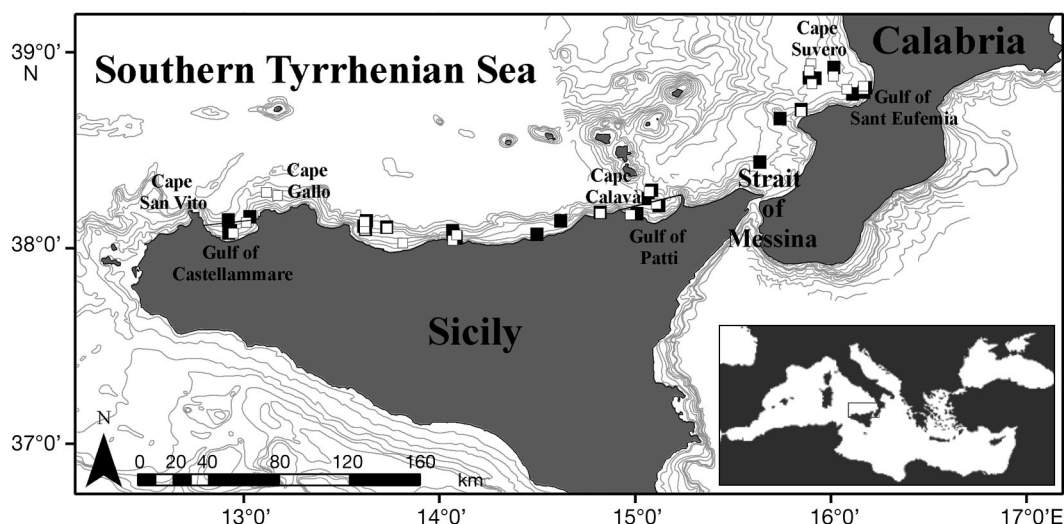 39°0'
N
38°0'
37°0'
Southern Tyrrhenian Sea
Calabria
Cape
Suvero
Gulf of
Sant Eufemia
Cape
San Vito
Cape
Gallo
Cape
Calavà
Strait
of
Messina
Gulf of
Castellammare
Gulf of
Patti
Sicily
N
0 20 40 80 120 160
km
13°0' 14°0' 15°0' 16°0' 17°0'E